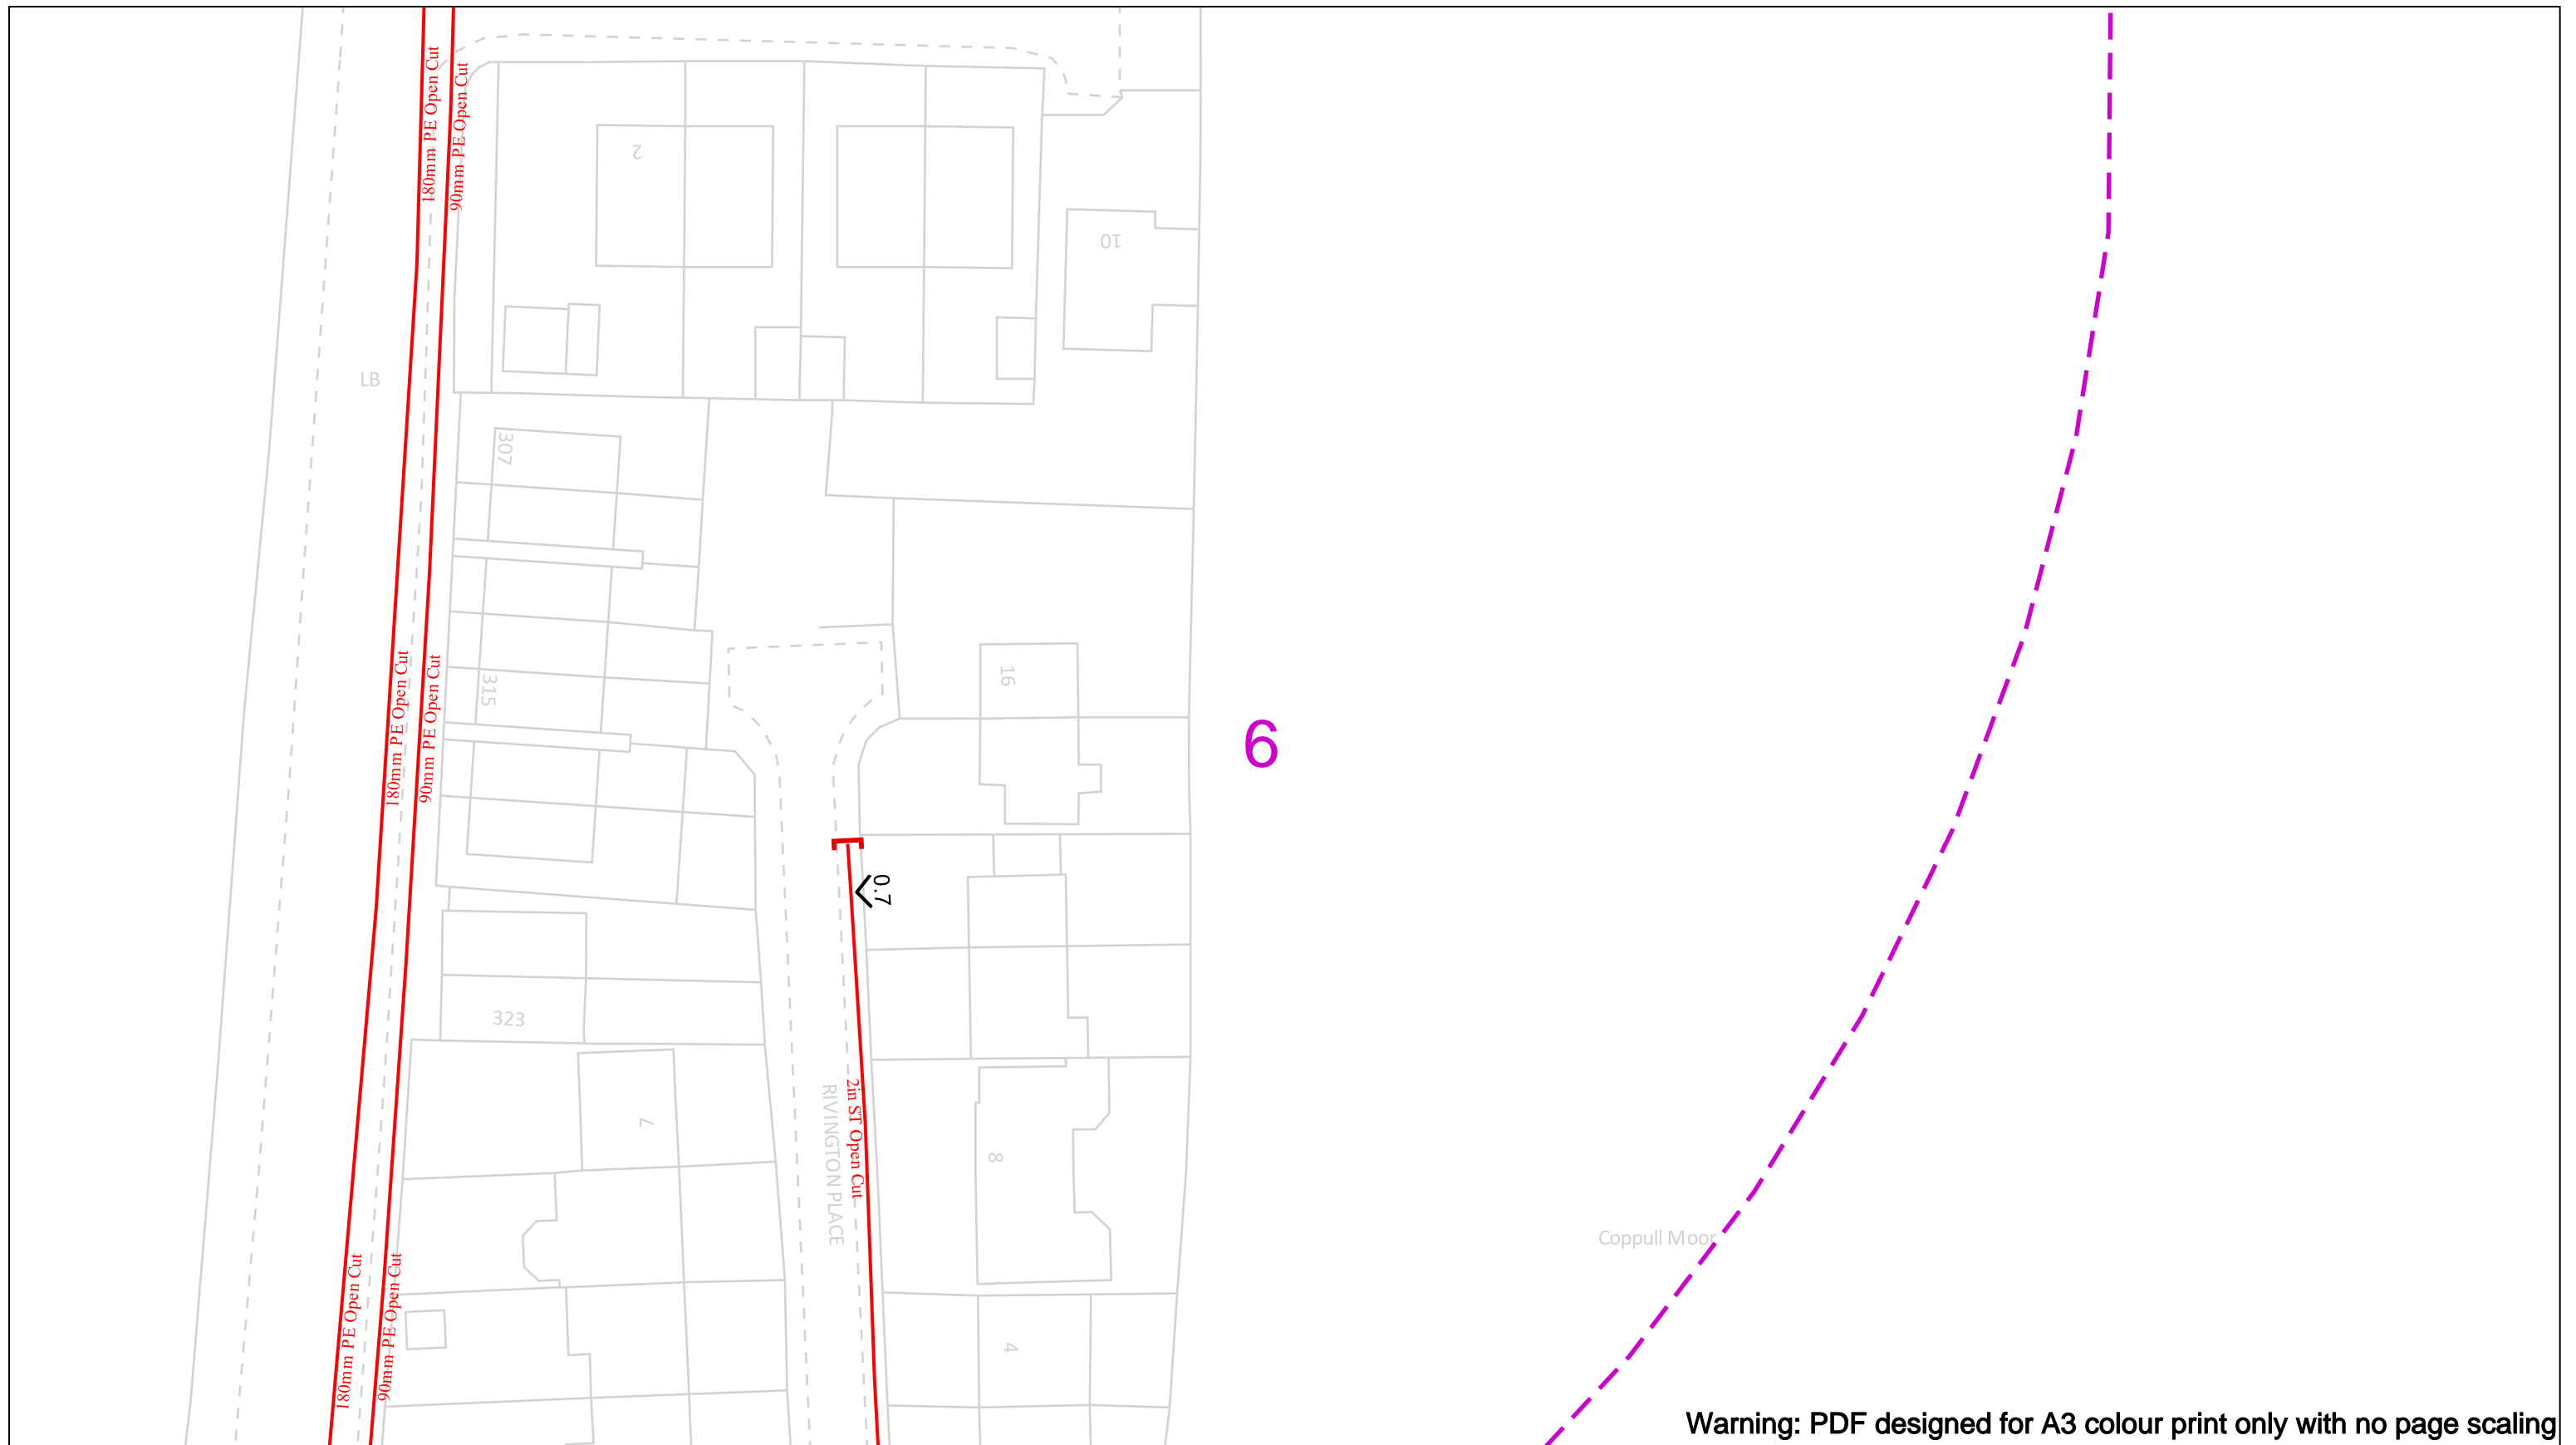 180mm PE Open Cut
90mm PE Open Cut
2
10
LB
307
16
315
180mm PE Open Cut
90mm PE Open Cut
6
0.7
323
7
2in ST Open Cut
RIVINGTON PLACE
8
Coppull Moor
180mm PE Open Cut
90mm PE Open Cut
4
Warning: PDF designed for A3 colour print only with no page scaling